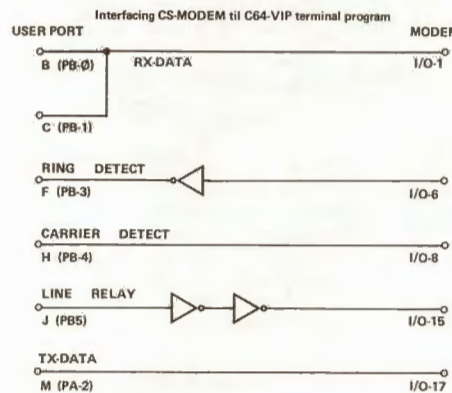 Interfacing CS-MODEM til C64-VIP terminal program
USER PORT MODEM
B (PB-Ø) RX-DATA I/O-1
C (PB-1)
RING DETECT
F (PB-3) I/O-6
CARRIER DETECT
H (PB-4) I/O-8
LINE RELAY
J (PB5) I/O-15
TX-DATA
M (PA-2) I/O-17